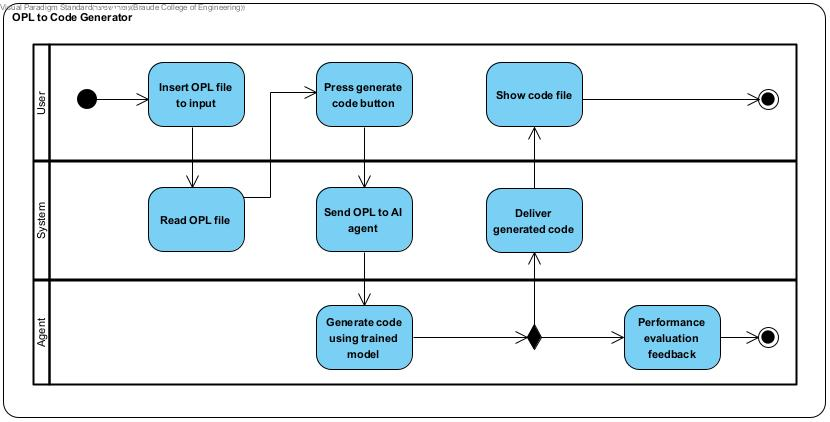 Visual Paradigm Standard(עומרי שפיצר(Braude College of Engineering))
OPL to Code Generator
User
Insert OPL file
to input
Press generate
code button
Show code file
System
Read OPL file
Send OPL to AI
agent
Deliver
generated code
Agent
Generate code
using trained
model
Performance
evaluation
feedback